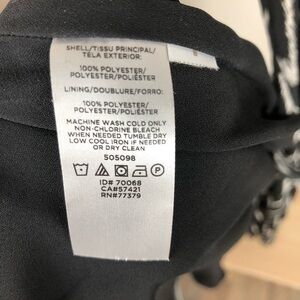 SHELL/TISSU PRINCIPAL/
TELA EXTERIOR:
100% POLYESTER/
POLYESTER/POLIÉSTER
LINING/DOUBLURE/FORRO:
100% POLYESTER/
POLYESTER/POLIÉSTER
MACHINE WASH COLD ONLY
NON-CHLORINE BLEACH
WHEN NEEDED TUMBLE DRY
LOW COOL IRON IF NEEDED
OR DRY CLEAN
505098
P
ID# 70068
CA#57421
RN#77379